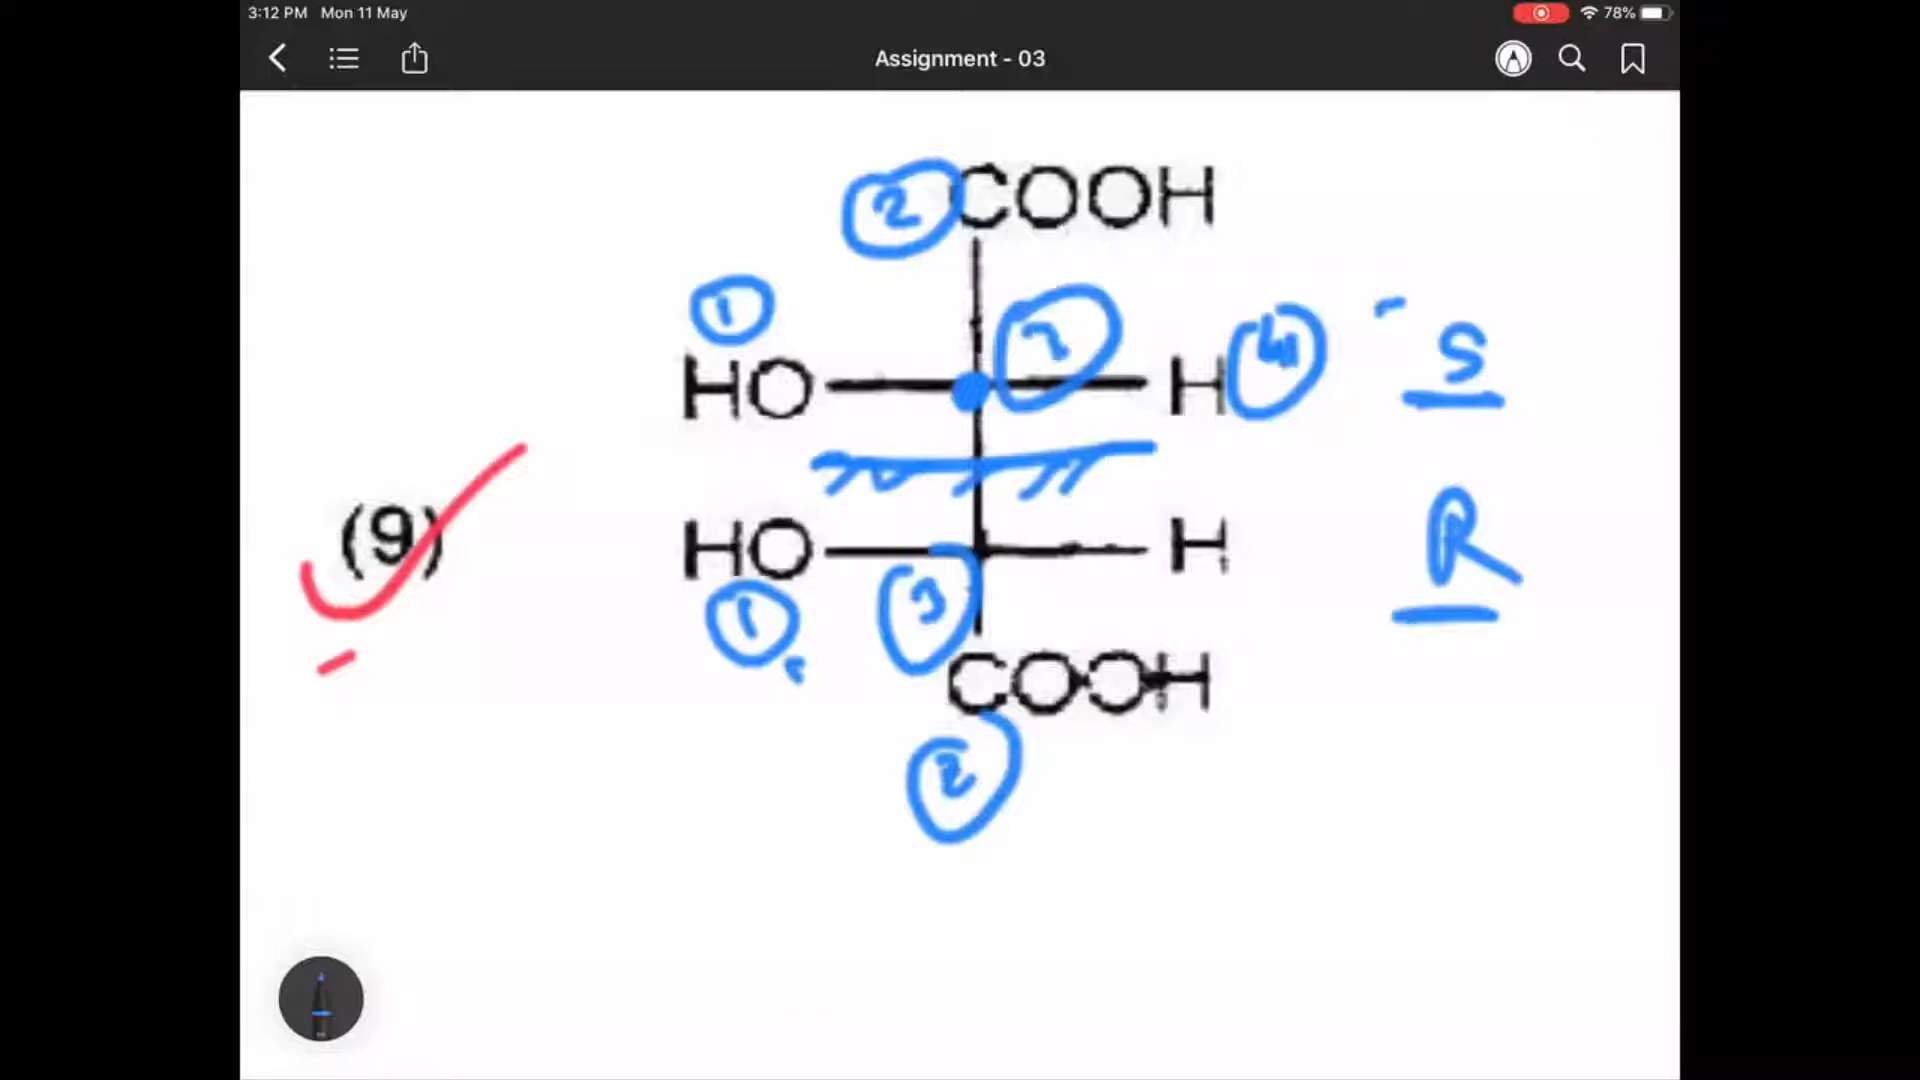 3:12 PM Mon 11 May 78%
Assignment - 03
2 COOH
1
HO 3 H 4 S
(9) HO H R
1 3
COOH
2